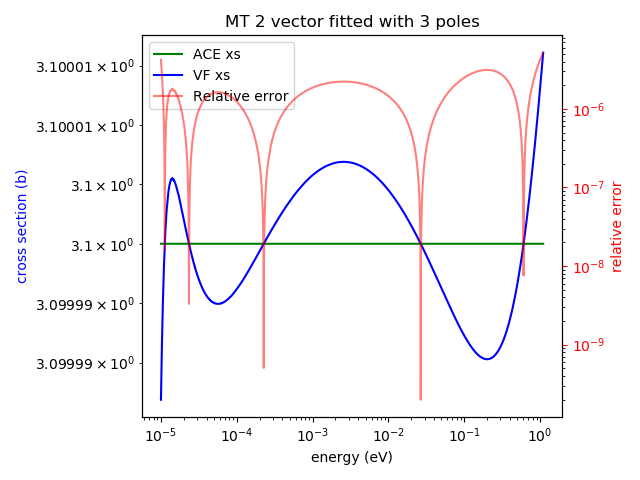 MT 2 vector fitted with 3 poles
ACE xs
VF xs
Relative error
3.10001 × 10⁰
3.10001 × 10⁰
3.1 × 10⁰
3.1 × 10⁰
3.09999 × 10⁰
3.09999 × 10⁰
cross section (b)
10⁻⁶
10⁻⁷
10⁻⁸
10⁻⁹
relative error
10⁻⁵ 10⁻⁴ 10⁻³ 10⁻² 10⁻¹ 10⁰
energy (eV)